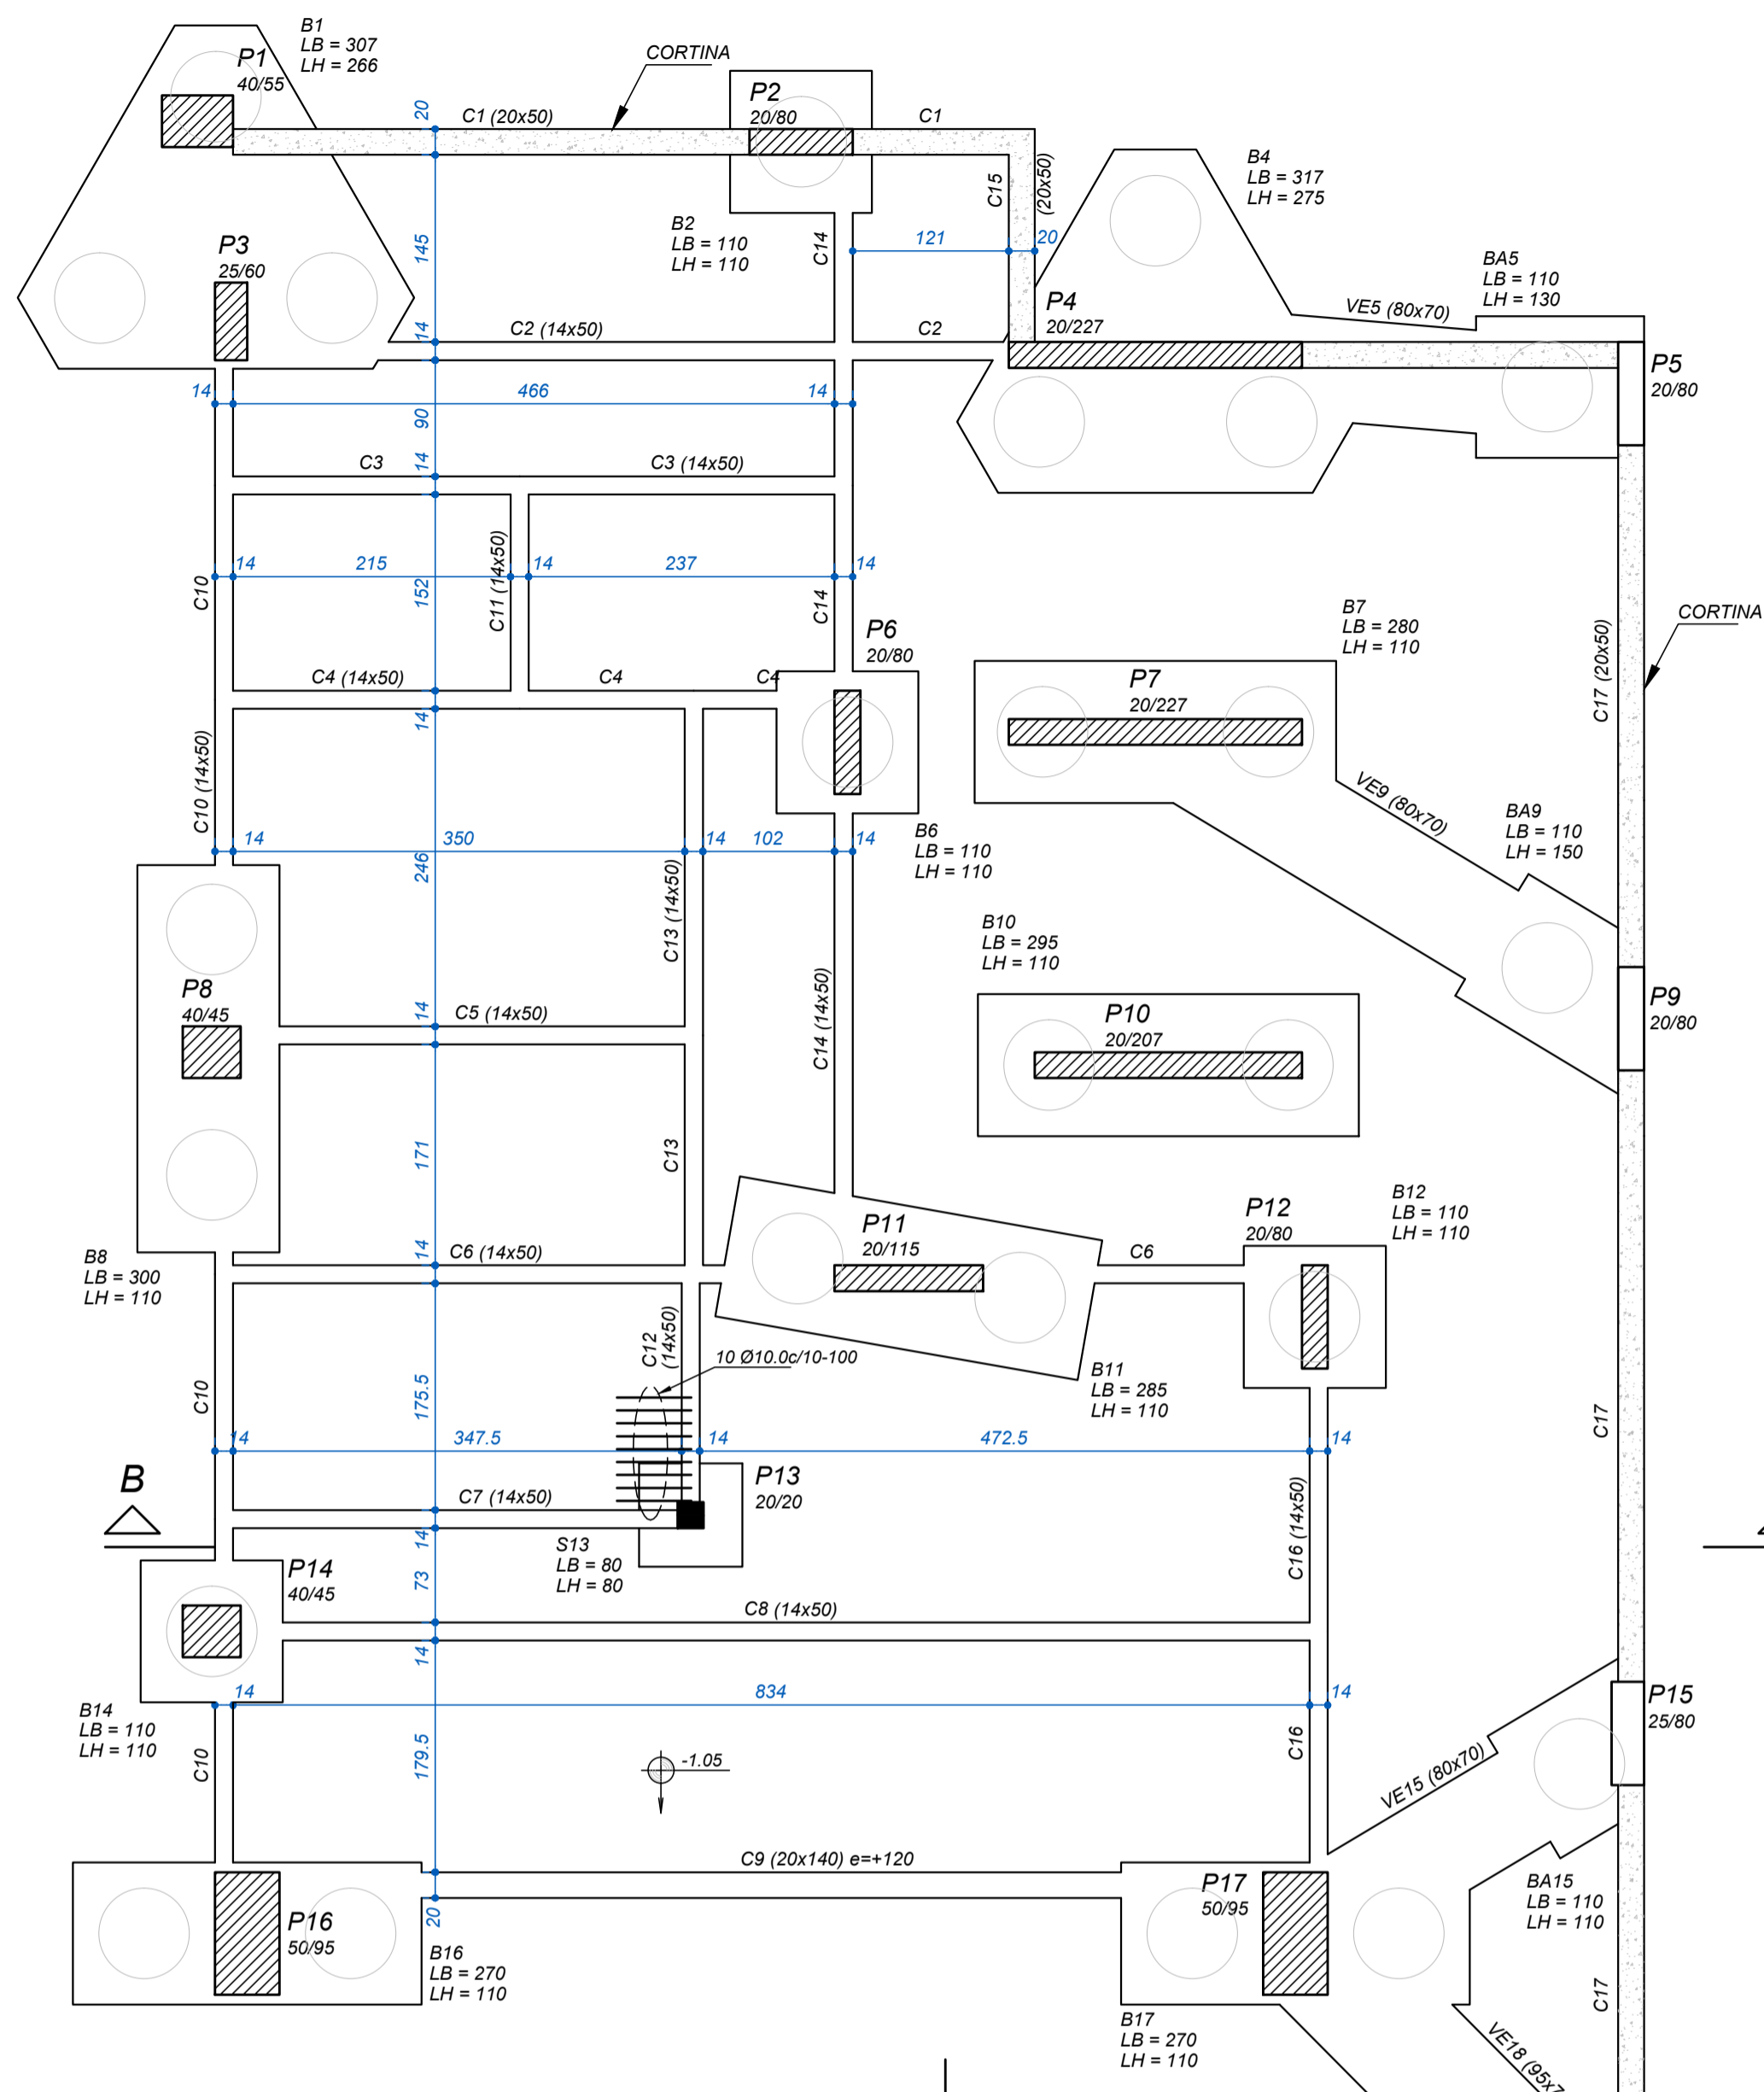 B1
LB = 307
LH = 266
P1
40/55
CORTINA
P2
20/80
C1 (20x50)
C1
20
B4
LB = 317
LH = 275
C15
(20x50)
B2
LB = 110
LH = 110
C14
121
20
145
P3
25/60
BA5
LB = 110
LH = 130
P4
20/227
VE5 (80x70)
C2 (14x50)
C2
14
P5
20/80
14
466
14
90
C3
C3 (14x50)
14
14
215
14
237
14
C10
152
C11 (14x50)
C14
B7
LB = 280
LH = 110
CORTINA
P6
20/80
C17 (20x50)
C4 (14x50)
C4
C4
P7
20/227
14
C10 (14x50)
VE9 (80x70)
BA9
LB = 110
LH = 150
14
350
14
102
14
246
B6
LB = 110
LH = 110
C13 (14x50)
B10
LB = 295
LH = 110
P8
40/45
C14 (14x50)
P9
20/80
14
C5 (14x50)
P10
20/207
171
C13
B12
LB = 110
LH = 110
P12
20/80
P11
20/115
B8
LB = 300
LH = 110
14
C6 (14x50)
C6
C12
(14x50)
10 Ø10.0c/10-100
B11
LB = 285
LH = 110
C10
175.5
C17
14
347.5
14
472.5
14
B
P13
20/20
C7 (14x50)
C16 (14x50)
14
S13
LB = 80
LH = 80
P14
40/45
73
C8 (14x50)
14
14
834
14
B14
LB = 110
LH = 110
P15
25/80
C10
179.5
-1.05
C16
VE15 (80x70)
C9 (20x140) e=+120
P17
50/95
BA15
LB = 110
LH = 110
P16
50/95
20
B16
LB = 270
LH = 110
C17
B17
LB = 270
LH = 110
VE18 (95x7